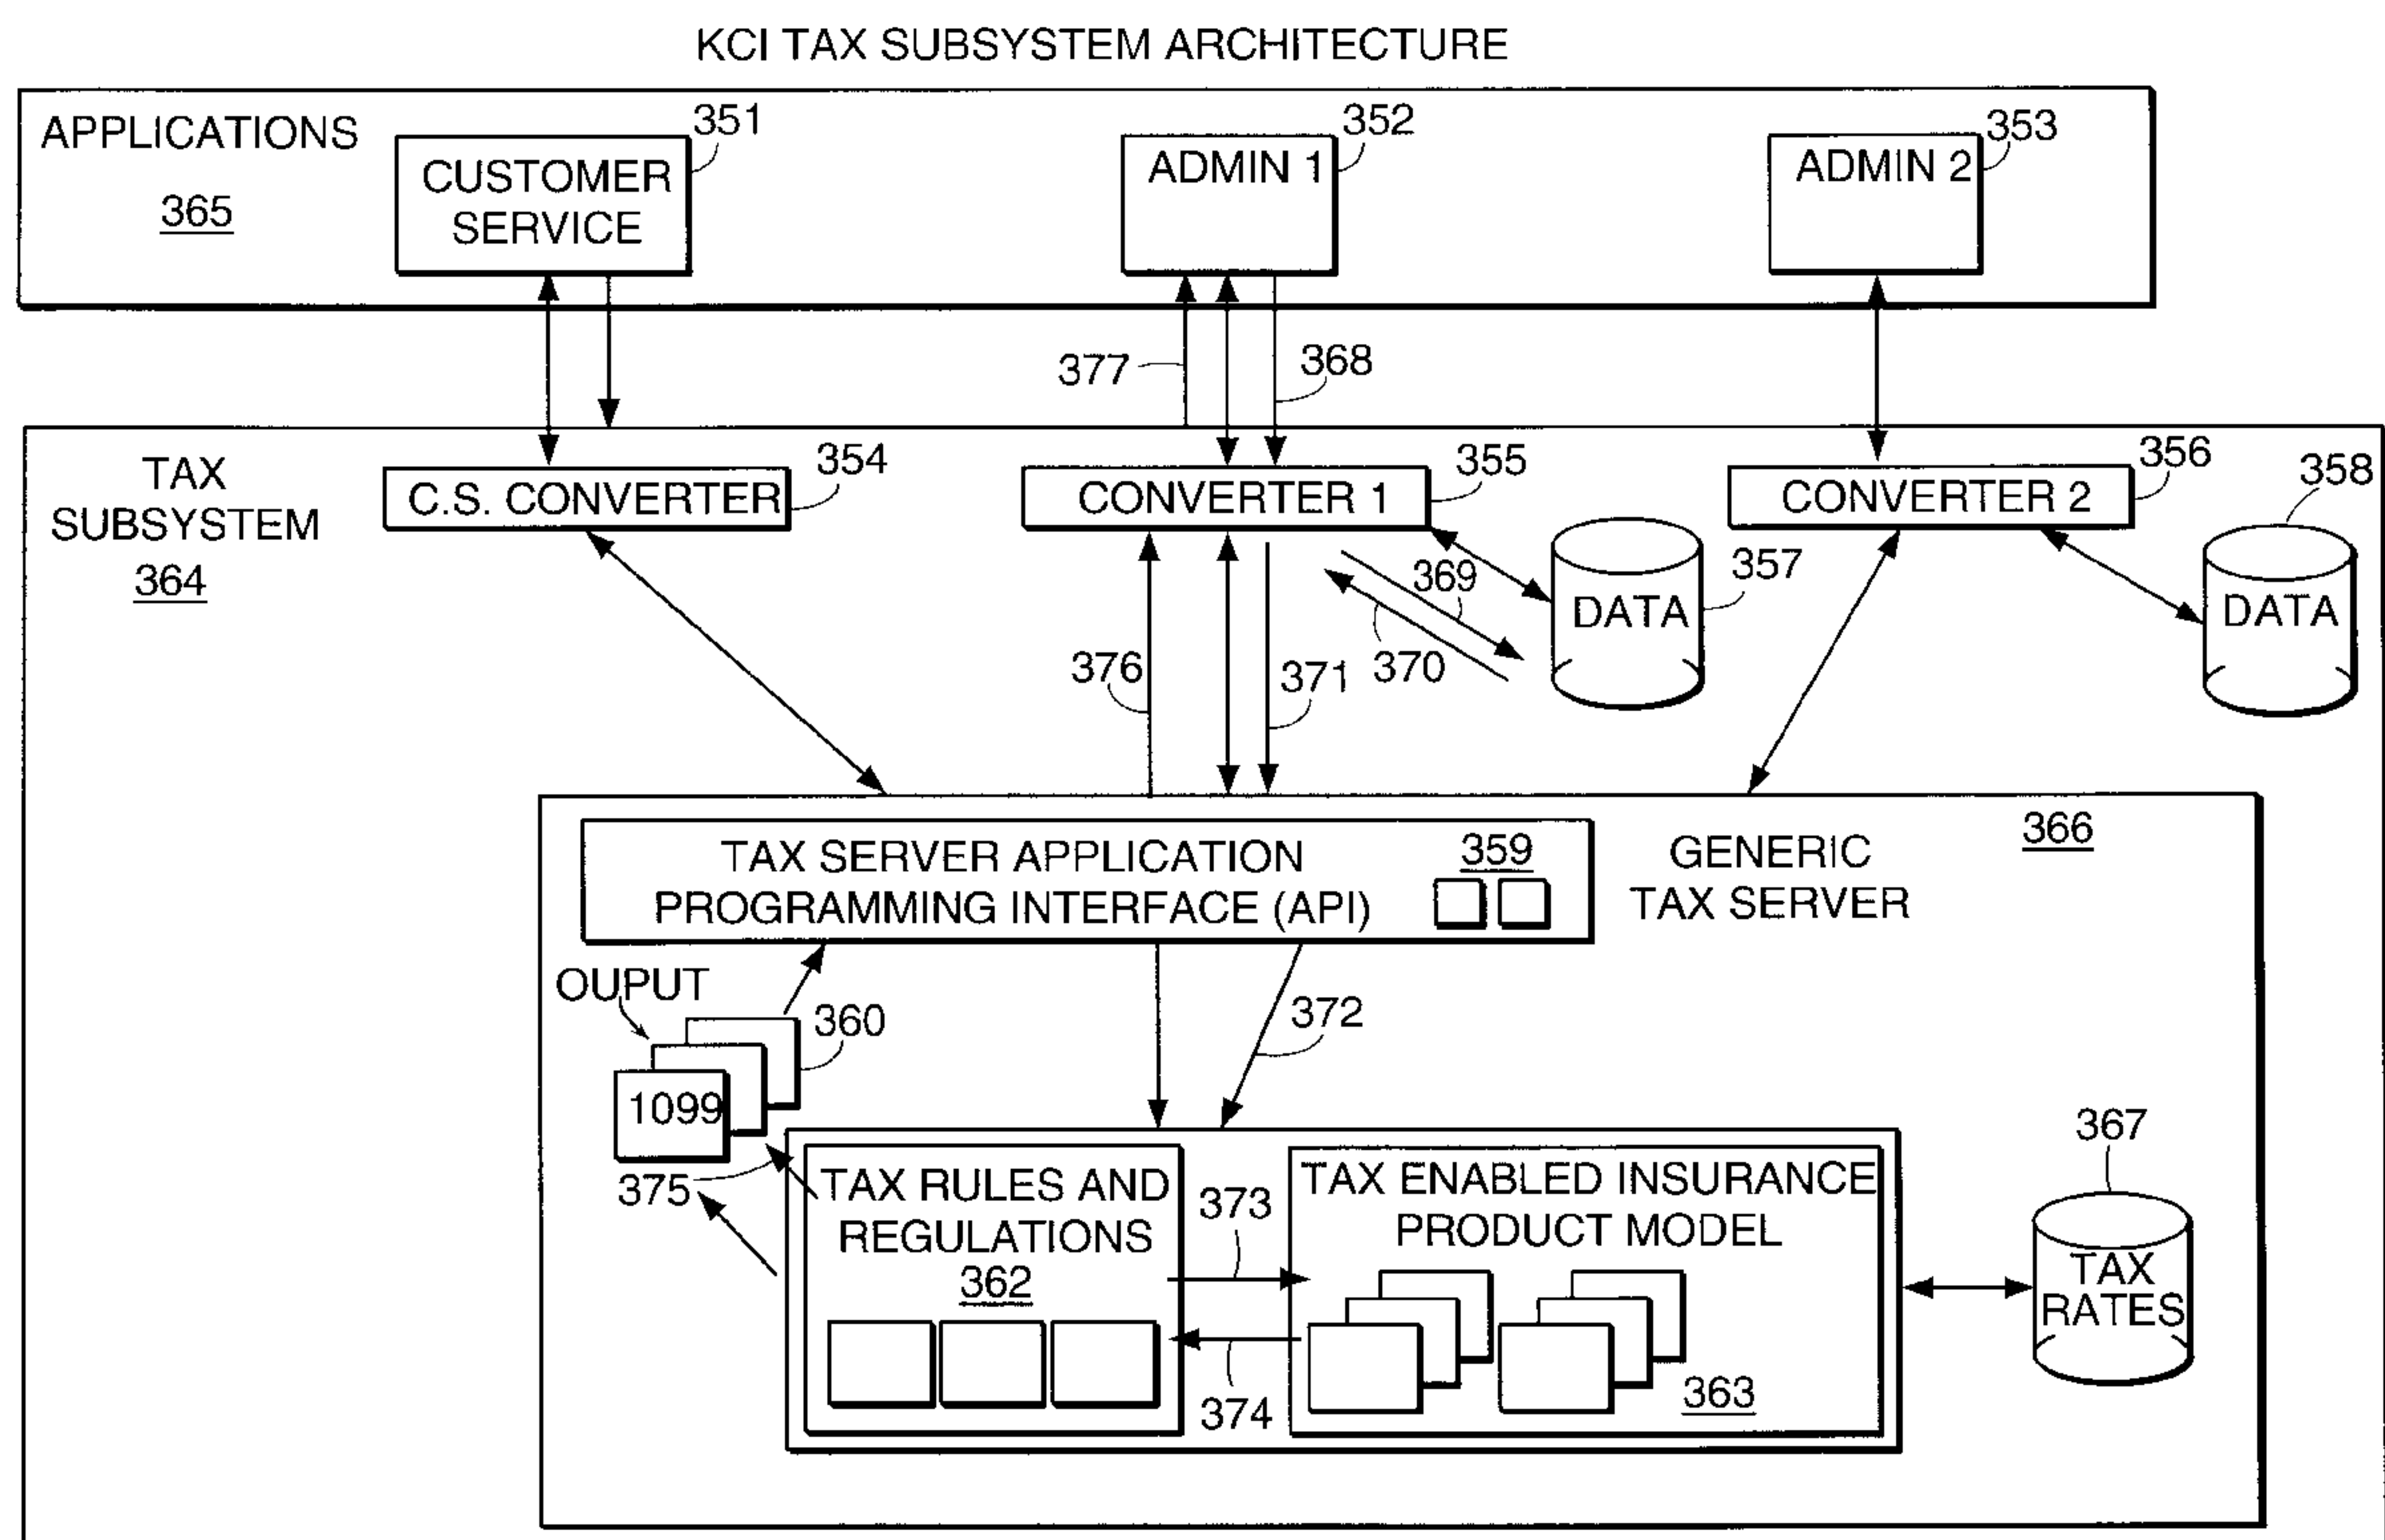 KCI TAX SUBSYSTEM ARCHITECTURE
APPLICATIONS
365
CUSTOMER
SERVICE
351
ADMIN 1
352
ADMIN 2
353
377
368
TAX
SUBSYSTEM
364
C.S. CONVERTER
354
CONVERTER 1
355
CONVERTER 2
356
358
DATA
357
DATA
369
370
376
371
TAX SERVER APPLICATION
PROGRAMMING INTERFACE (API)
359
GENERIC
TAX SERVER
366
OUPUT
360
1099
372
375
TAX RULES AND
REGULATIONS
362
373
374
TAX ENABLED INSURANCE
PRODUCT MODEL
363
367
TAX
RATES